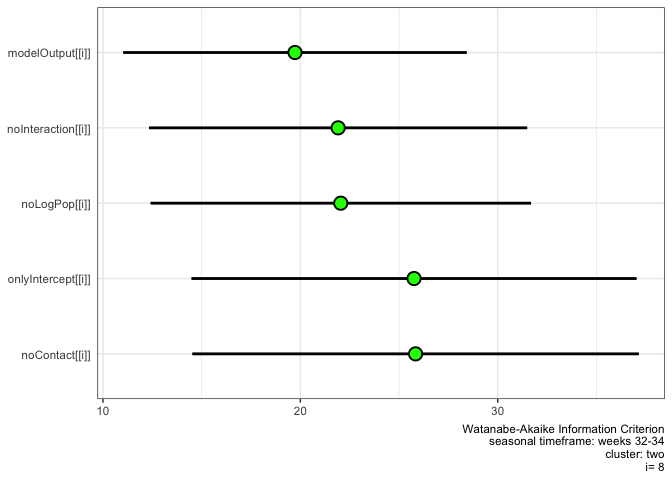 modelOutput[[i]]
noInteraction[[i]]
noLogPop[[i]]
onlyIntercept[[i]]
noContact[[i]]
10
20
30
Watanabe-Akaike Information Criterion
seasonal timeframe: weeks 32-34
cluster: two
i= 8